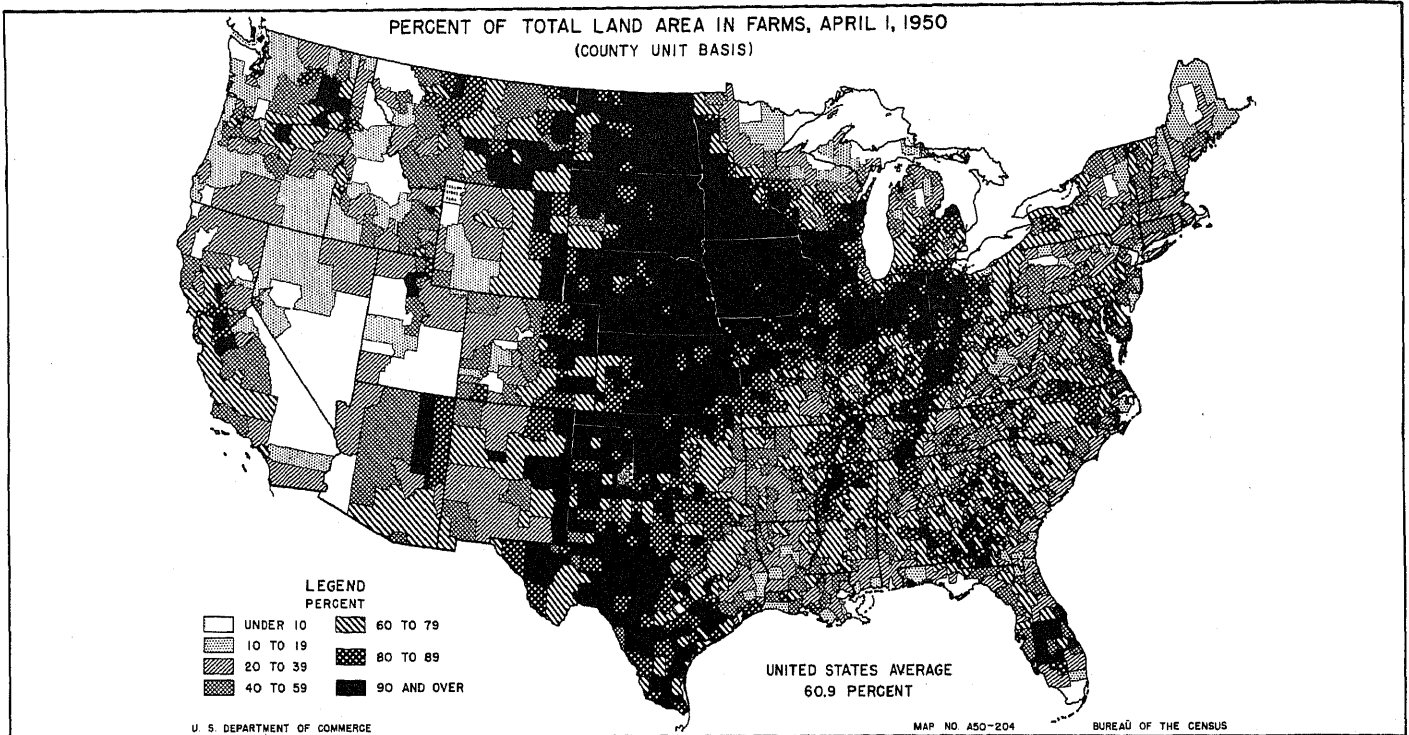 PERCENT OF TOTAL LAND AREA IN FARMS, APRIL 1, 1950
(COUNTY UNIT BASIS)
LEGEND
PERCENT
UNDER 10
10 TO 19
20 TO 39
40 TO 59
60 TO 79
80 TO 89
90 AND OVER
UNITED STATES AVERAGE
60.9 PERCENT
U. S. DEPARTMENT OF COMMERCE
MAP NO. A50-204
BUREAU OF THE CENSUS